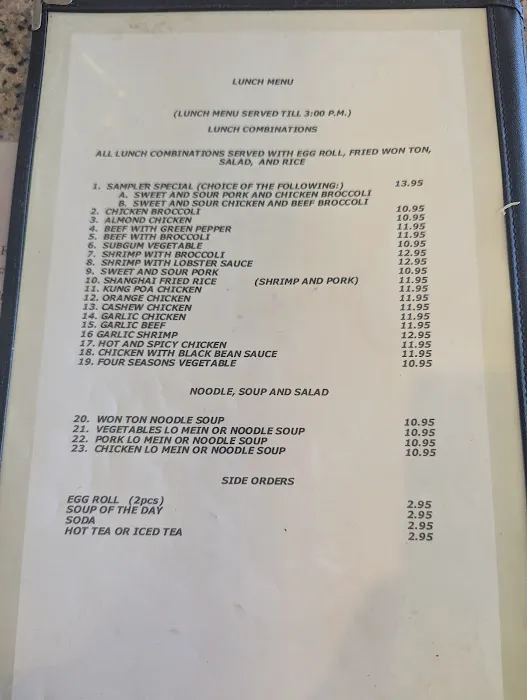 LUNCH MENU
(LUNCH MENU SERVED TILL 3:00 P.M.)
LUNCH COMBINATIONS
ALL LUNCH COMBINATIONS SERVED WITH EGG ROLL, FRIED WON TON,
SALAD, AND RICE
1. SAMPLER SPECIAL (CHOICE OF THE FOLLOWING:) 13.95
A. SWEET AND SOUR PORK AND CHICKEN BROCCOLI
B. SWEET AND SOUR CHICKEN AND BEEF BROCCOLI
2. CHICKEN BROCCOLI 10.95
3. ALMOND CHICKEN 10.95
4. BEEF WITH GREEN PEPPER 11.95
5. BEEF WITH BROCCOLI 11.95
6. SUBGUM VEGETABLE 10.95
7. SHRIMP WITH BROCCOLI 12.95
8. SHRIMP WITH LOBSTER SAUCE 12.95
9. SWEET AND SOUR PORK 10.95
10. SHANGHAI FRIED RICE (SHRIMP AND PORK) 11.95
11. KUNG POA CHICKEN 11.95
12. ORANGE CHICKEN 11.95
13. CASHEW CHICKEN 11.95
14. GARLIC CHICKEN 11.95
15. GARLIC BEEF 11.95
16 GARLIC SHRIMP 12.95
17. HOT AND SPICY CHICKEN 11.95
18. CHICKEN WITH BLACK BEAN SAUCE 11.95
19. FOUR SEASONS VEGETABLE 10.95
NOODLE, SOUP AND SALAD
20. WON TON NOODLE SOUP 10.95
21. VEGETABLES LO MEIN OR NOODLE SOUP 10.95
22. PORK LO MEIN OR NOODLE SOUP 10.95
23. CHICKEN LO MEIN OR NOODLE SOUP 10.95
SIDE ORDERS
EGG ROLL (2pcs) 2.95
SOUP OF THE DAY 2.95
SODA 2.95
HOT TEA OR ICED TEA 2.95